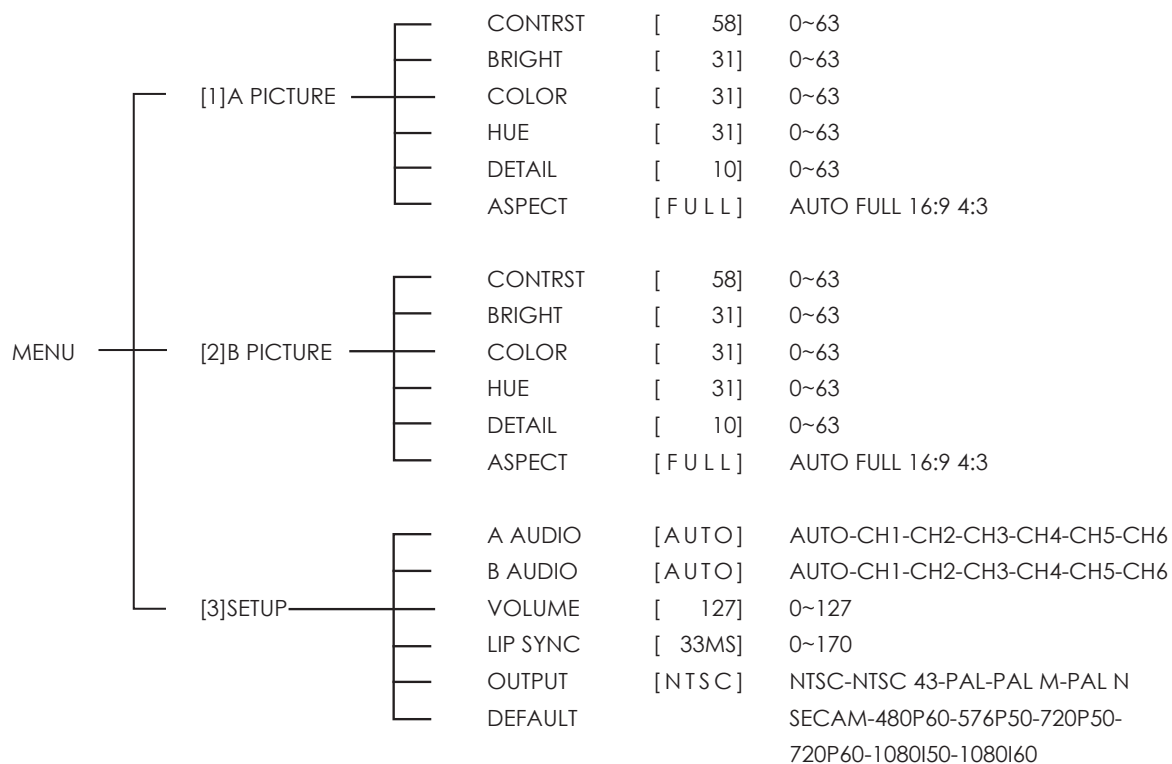 CONTRST [ 58] 0~63
BRIGHT [ 31] 0~63
[1]A PICTURE COLOR [ 31] 0~63
HUE [ 31] 0~63
DETAIL [ 10] 0~63
ASPECT [FULL] AUTO FULL 16:9 4:3
CONTRST [ 58] 0~63
BRIGHT [ 31] 0~63
MENU [2]B PICTURE COLOR [ 31] 0~63
HUE [ 31] 0~63
DETAIL [ 10] 0~63
ASPECT [FULL] AUTO FULL 16:9 4:3
A AUDIO [AUTO] AUTO-CH1-CH2-CH3-CH4-CH5-CH6
B AUDIO [AUTO] AUTO-CH1-CH2-CH3-CH4-CH5-CH6
[3]SETUP VOLUME [ 127] 0~127
LIP SYNC [ 33MS] 0~170
OUTPUT [NTSC] NTSC-NTSC 43-PAL-PAL M-PAL N
DEFAULT SECAM-480P60-576P50-720P50-
720P60-1080I50-1080I60